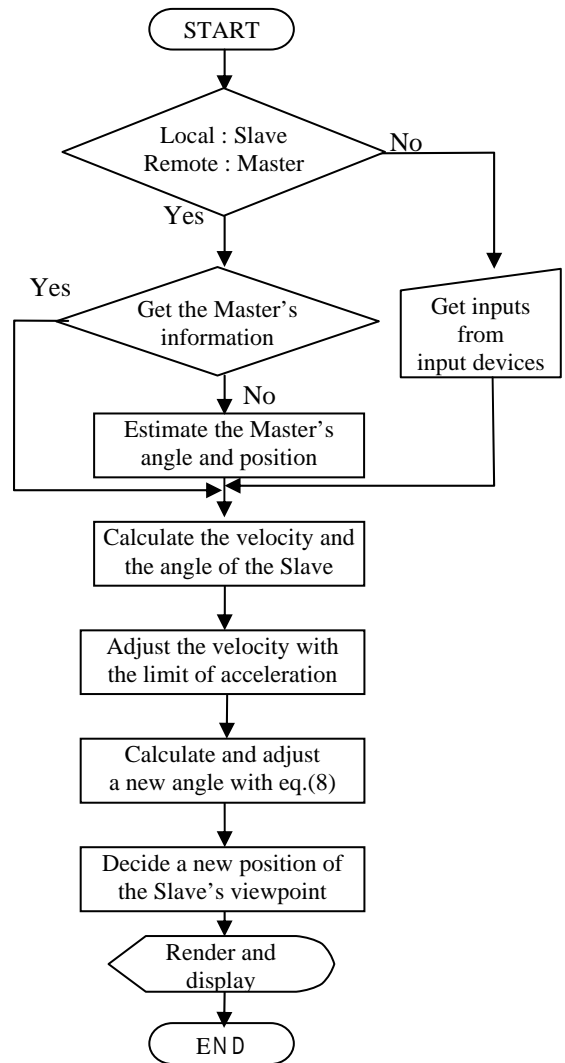 START
Local : Slave
Remote : Master
No
Yes
Yes
Get the Master’s
information
Get inputs
from
input devices
No
Estimate the Master’s
angle and position
Calculate the velocity and
the angle of the Slave
Adjust the velocity with
the limit of acceleration
Calculate and adjust
a new angle with eq.(8)
Decide a new position of
the Slave’s viewpoint
Render and
display
END